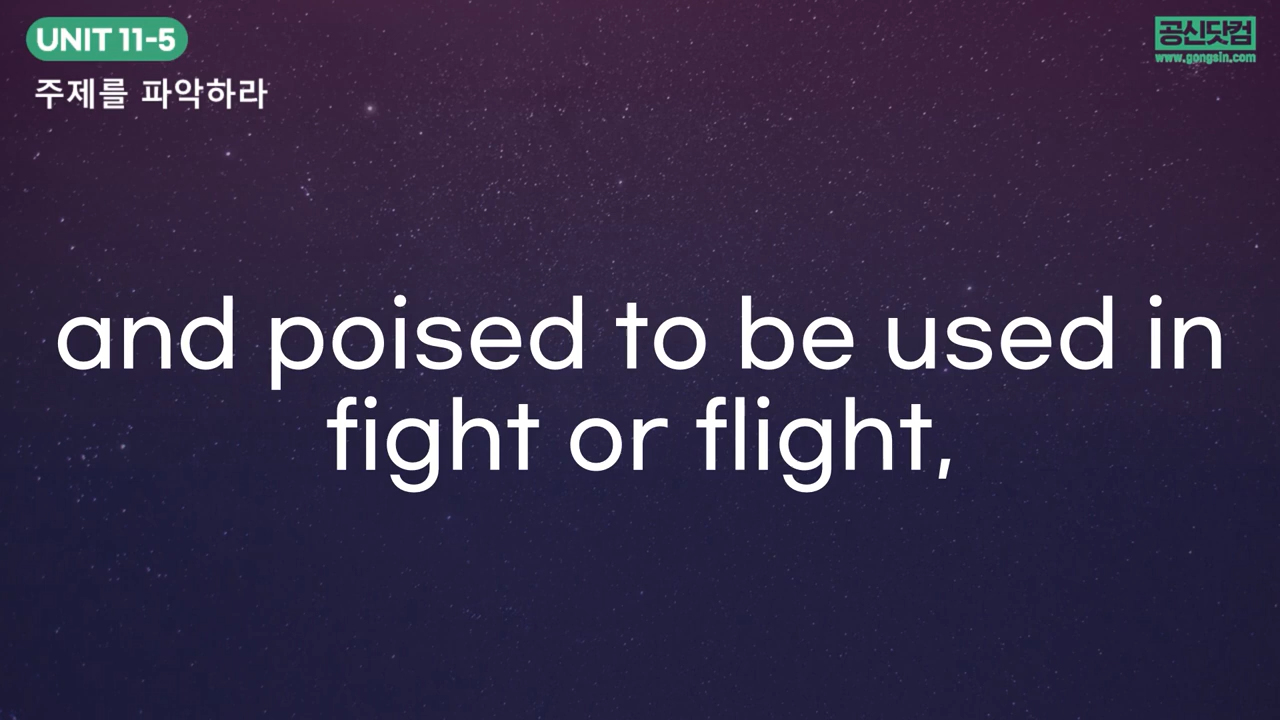 UNIT 11-5
주제를 파악하라
공신닷컴
www.gongsin.com
and poised to be used in
fight or flight,